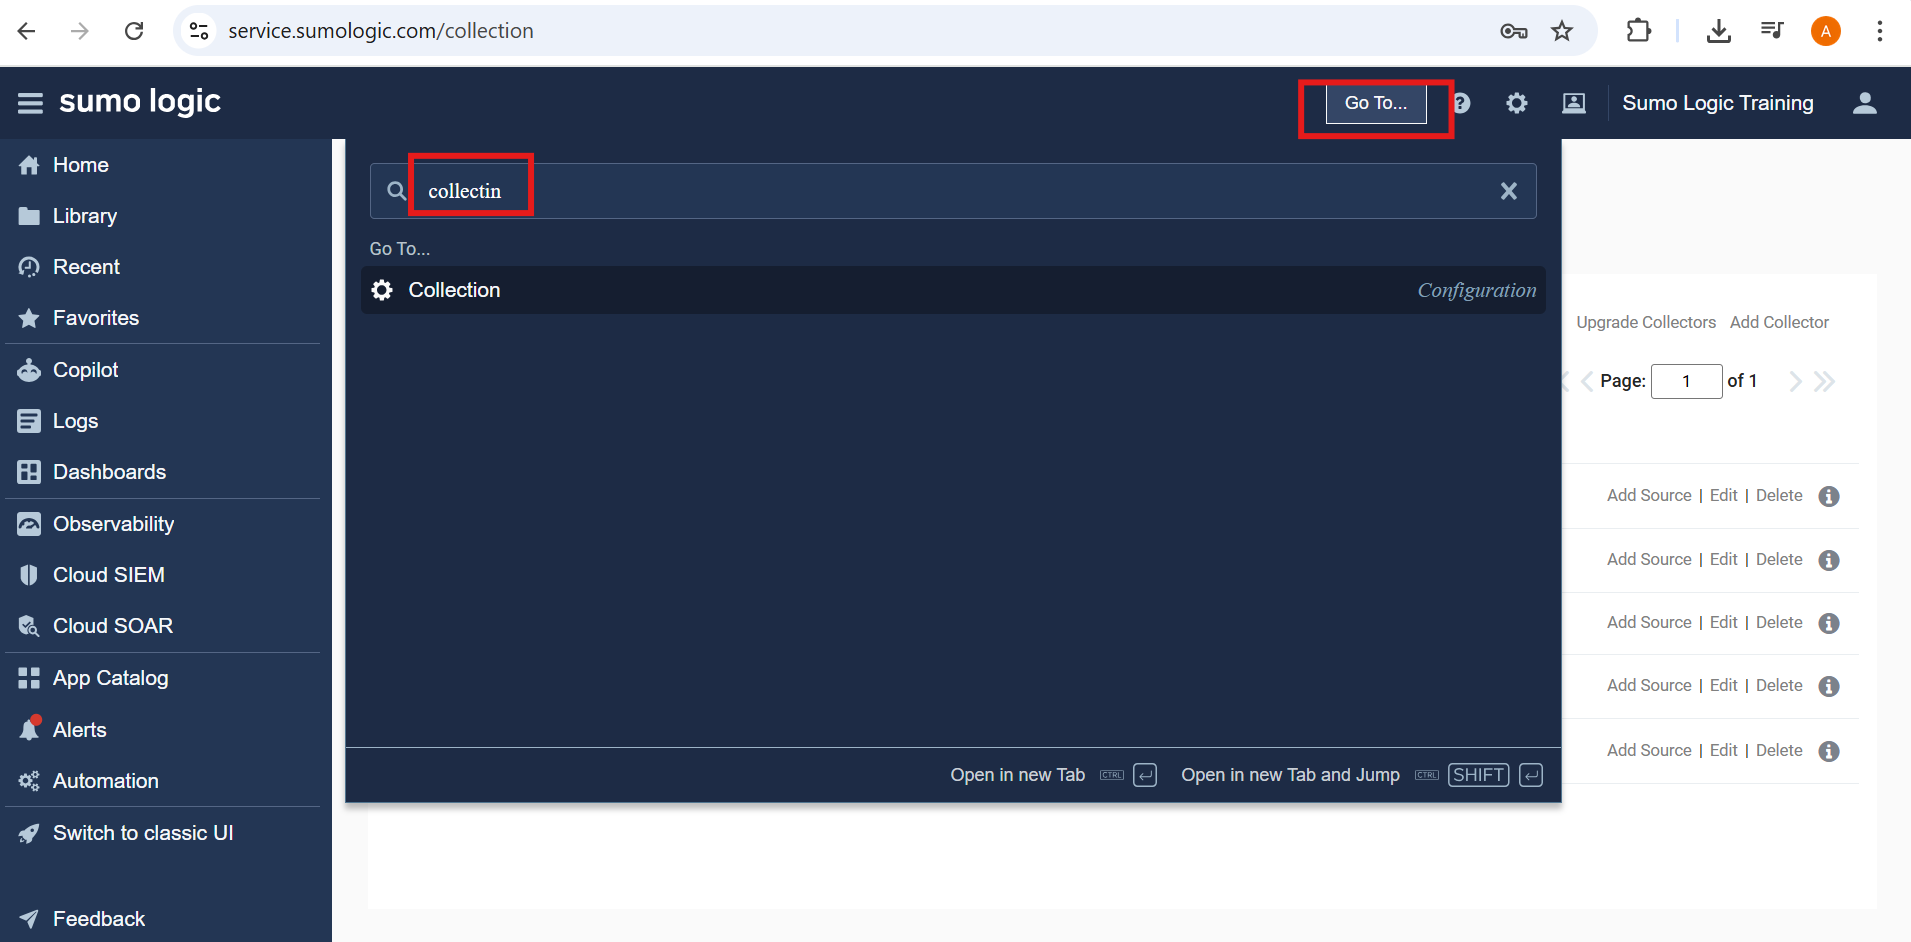 service.sumologic.com/collection
A
sumo logic
Go To...
?
Sumo Logic Training
Home
Library
Recent
Favorites
Copilot
Logs
Dashboards
Observability
Cloud SIEM
Cloud SOAR
App Catalog
Alerts
Automation
Switch to classic UI
Feedback
collectin
Go To...
Collection Configuration
Open in new Tab CTRL Open in new Tab and Jump CTRL SHIFT
Upgrade Collectors Add Collector
Page: 1 of 1
Add Source | Edit | Delete
Add Source | Edit | Delete
Add Source | Edit | Delete
Add Source | Edit | Delete
Add Source | Edit | Delete